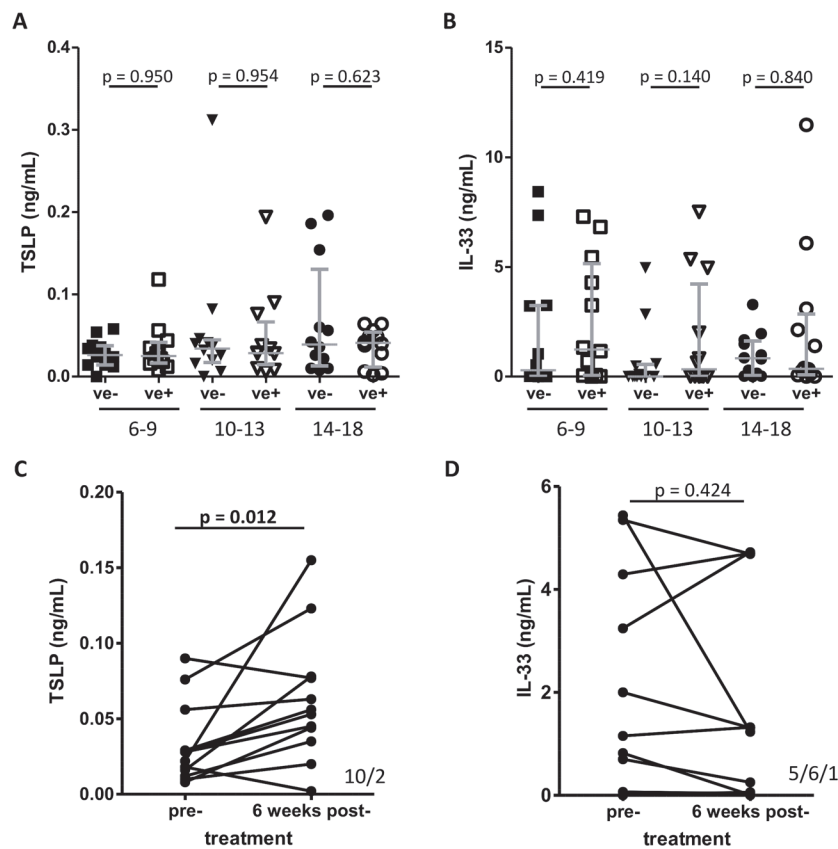 A
TSLP (ng/mL)
0.4
0.3
0.2
0.1
0.0
p = 0.950
p = 0.954
p = 0.623
ve- ve+ ve- ve+ ve- ve+
6-9 10-13 14-18
B
IL-33 (ng/mL)
15
10
5
0
p = 0.419
p = 0.140
p = 0.840
ve- ve+ ve- ve+ ve- ve+
6-9 10-13 14-18
C
TSLP (ng/mL)
0.20
0.15
0.10
0.05
0.00
p = 0.012
10/2
pre- 6 weeks post-
treatment
D
IL-33 (ng/mL)
6
4
2
0
p = 0.424
5/6/1
pre- 6 weeks post-
treatment